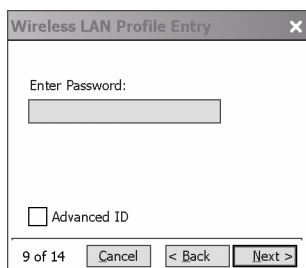 Wireless LAN Profile Entry
Enter Password:
Advanced ID
9 of 14 Cancel < Back Next >